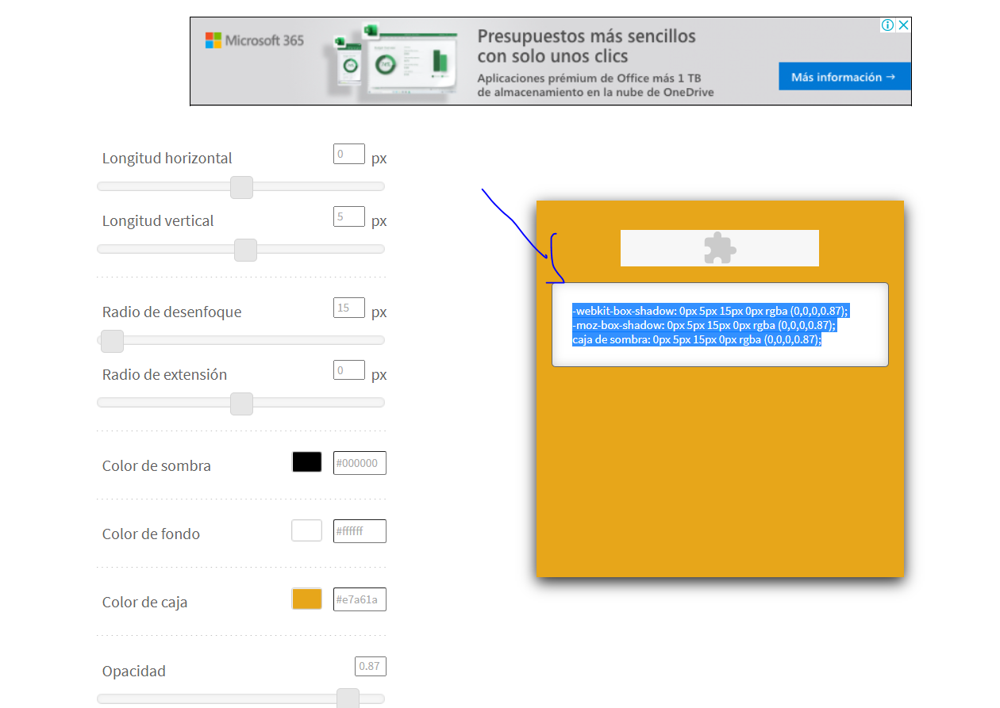 Microsoft 365
Presupuestos más sencillos
con solo unos clics
Aplicaciones prémium de Office más 1 TB
de almacenamiento en la nube de OneDrive
Más información →
Longitud horizontal
0
px
Longitud vertical
5
px
Radio de desenfoque
15
px
Radio de extensión
0
px
Color de sombra
#000000
Color de fondo
#ffffff
Color de caja
#e7a61a
Opacidad
0.87
-webkit-box-shadow: 0px 5px 15px 0px rgba (0,0,0,0.87);
-moz-box-shadow: 0px 5px 15px 0px rgba (0,0,0,0.87);
caja de sombra: 0px 5px 15px 0px rgba (0,0,0,0.87);